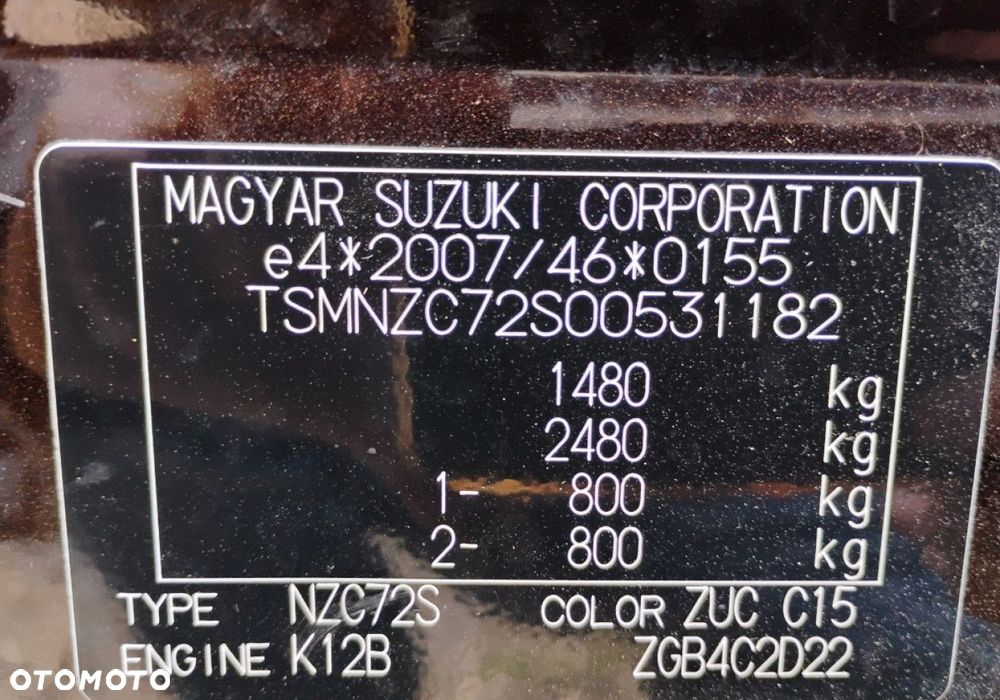 MAGYAR SUZUKI CORPORATION
e4*2007/46*0155
TSMNZC72S00531182
1480 kg
2480 kg
1- 800 kg
2- 800 kg
TYPE NZC72S COLOR ZUC C15
ENGINE K12B ZGB4C2D22
OTOMOTO